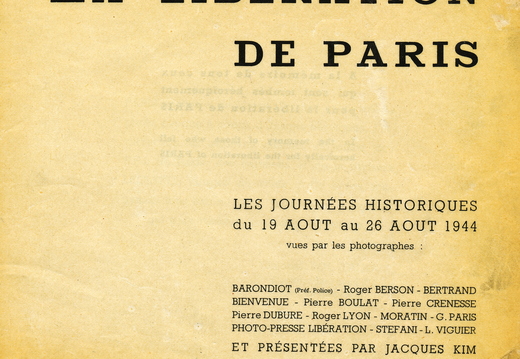 LA LIBÉRATION
DE PARIS
LES JOURNÉES HISTORIQUES
du 19 AOUT au 26 AOUT 1944
vues par les photographes :
BARONDIOT (Préf. Police) - Roger BERSON - BERTRAND
BIENVENUE - Pierre BOULAT - Pierre CRENESSE
Pierre DUBURE - Roger LYON - MORATIN - G. PARIS
PHOTO-PRESSE LIBÉRATION - STEFANI - L. VIGUIER
ET PRÉSENTÉES PAR JACQUES KIM